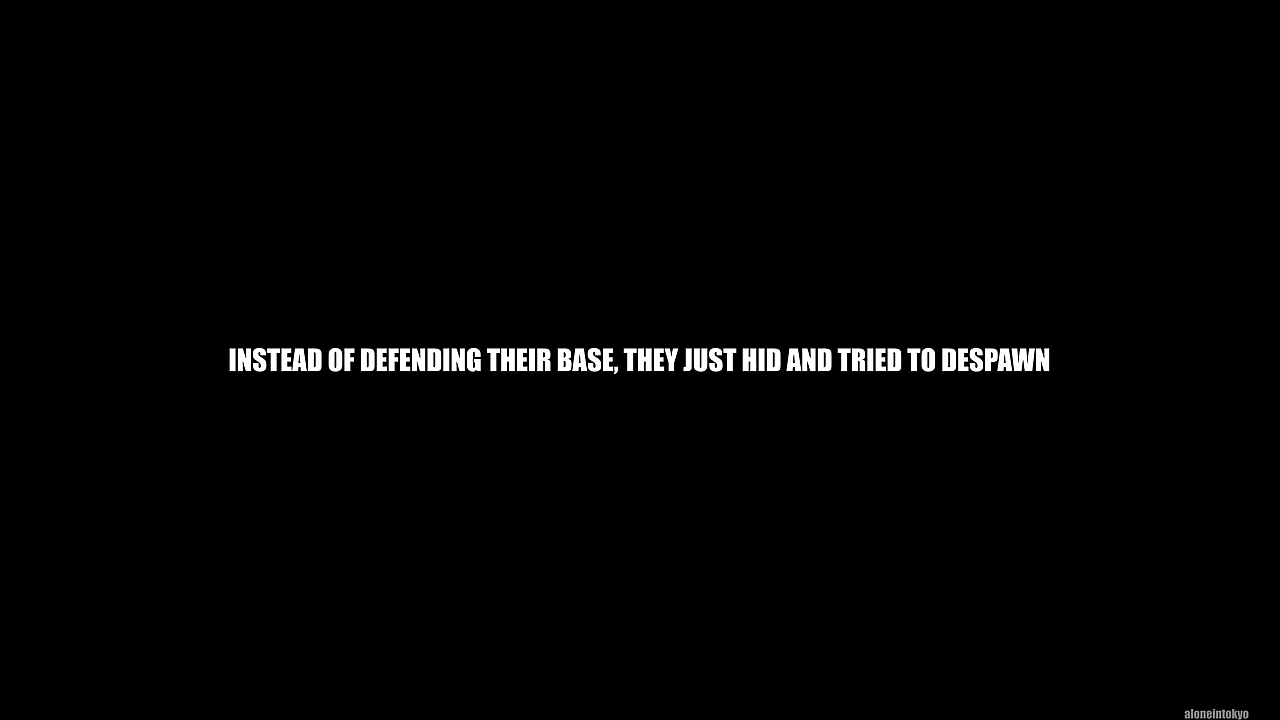 INSTEAD OF DEFENDING THEIR BASE, THEY JUST HID AND TRIED TO DESPAWN
aloneintokyo